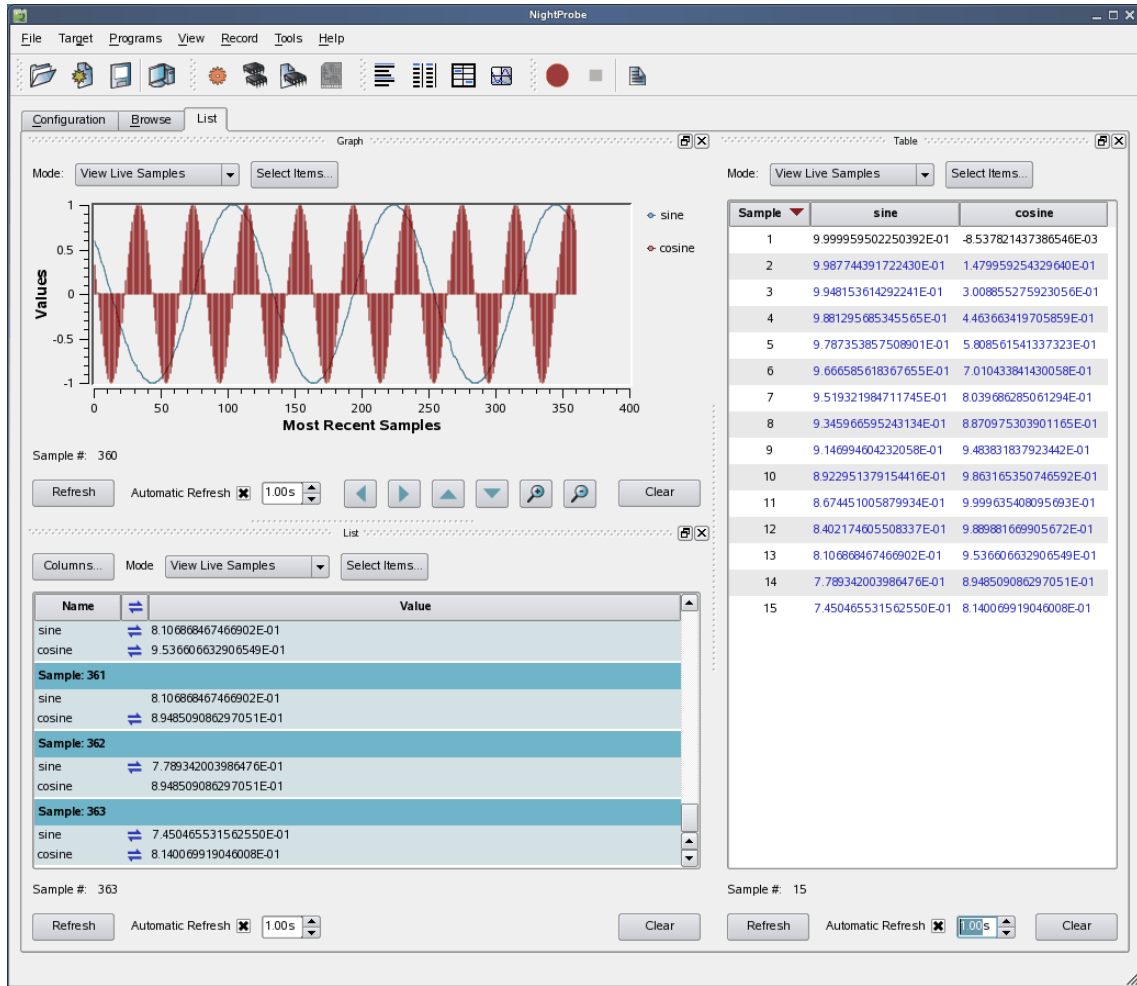 NightProbe
File Target Programs View Record Tools Help
Configuration Browse List
Graph
Mode: View Live Samples Select Items...
1
0.5
0
-0.5
-1
Values
0 50 100 150 200 250 300 350 400
Most Recent Samples
sine
cosine
Sample #: 360
Refresh Automatic Refresh 1.00s Clear
List
Columns... Mode View Live Samples Select Items...
Name Value
sine 8.106868467466902E-01
cosine 9.536606632906549E-01
Sample: 361
sine 8.106868467466902E-01
cosine 8.948509086297051E-01
Sample: 362
sine 7.789342003986476E-01
cosine 8.948509086297051E-01
Sample: 363
sine 7.450465531562550E-01
cosine 8.140069919046008E-01
Sample #: 363
Refresh Automatic Refresh 1.00s Clear
Table
Mode: View Live Samples Select Items...
Sample sine cosine
1 9.999959502250392E-01 -8.537821437386546E-03
2 9.987744391722430E-01 1.479959254329640E-01
3 9.948153614292241E-01 3.008855275923056E-01
4 9.881295685345565E-01 4.463663419705859E-01
5 9.787353857508901E-01 5.808561541337323E-01
6 9.666585618367655E-01 7.010433841430058E-01
7 9.519321984711745E-01 8.039686285061294E-01
8 9.345966595243134E-01 8.870975303901165E-01
9 9.146994604232058E-01 9.483831837923442E-01
10 8.922951379154416E-01 9.863165350746592E-01
11 8.674451005879934E-01 9.999635408095693E-01
12 8.402174605508337E-01 9.889881669905672E-01
13 8.106868467466902E-01 9.536606632906549E-01
14 7.789342003986476E-01 8.948509086297051E-01
15 7.450465531562550E-01 8.140069919046008E-01
Sample #: 15
Refresh Automatic Refresh 1.00s Clear